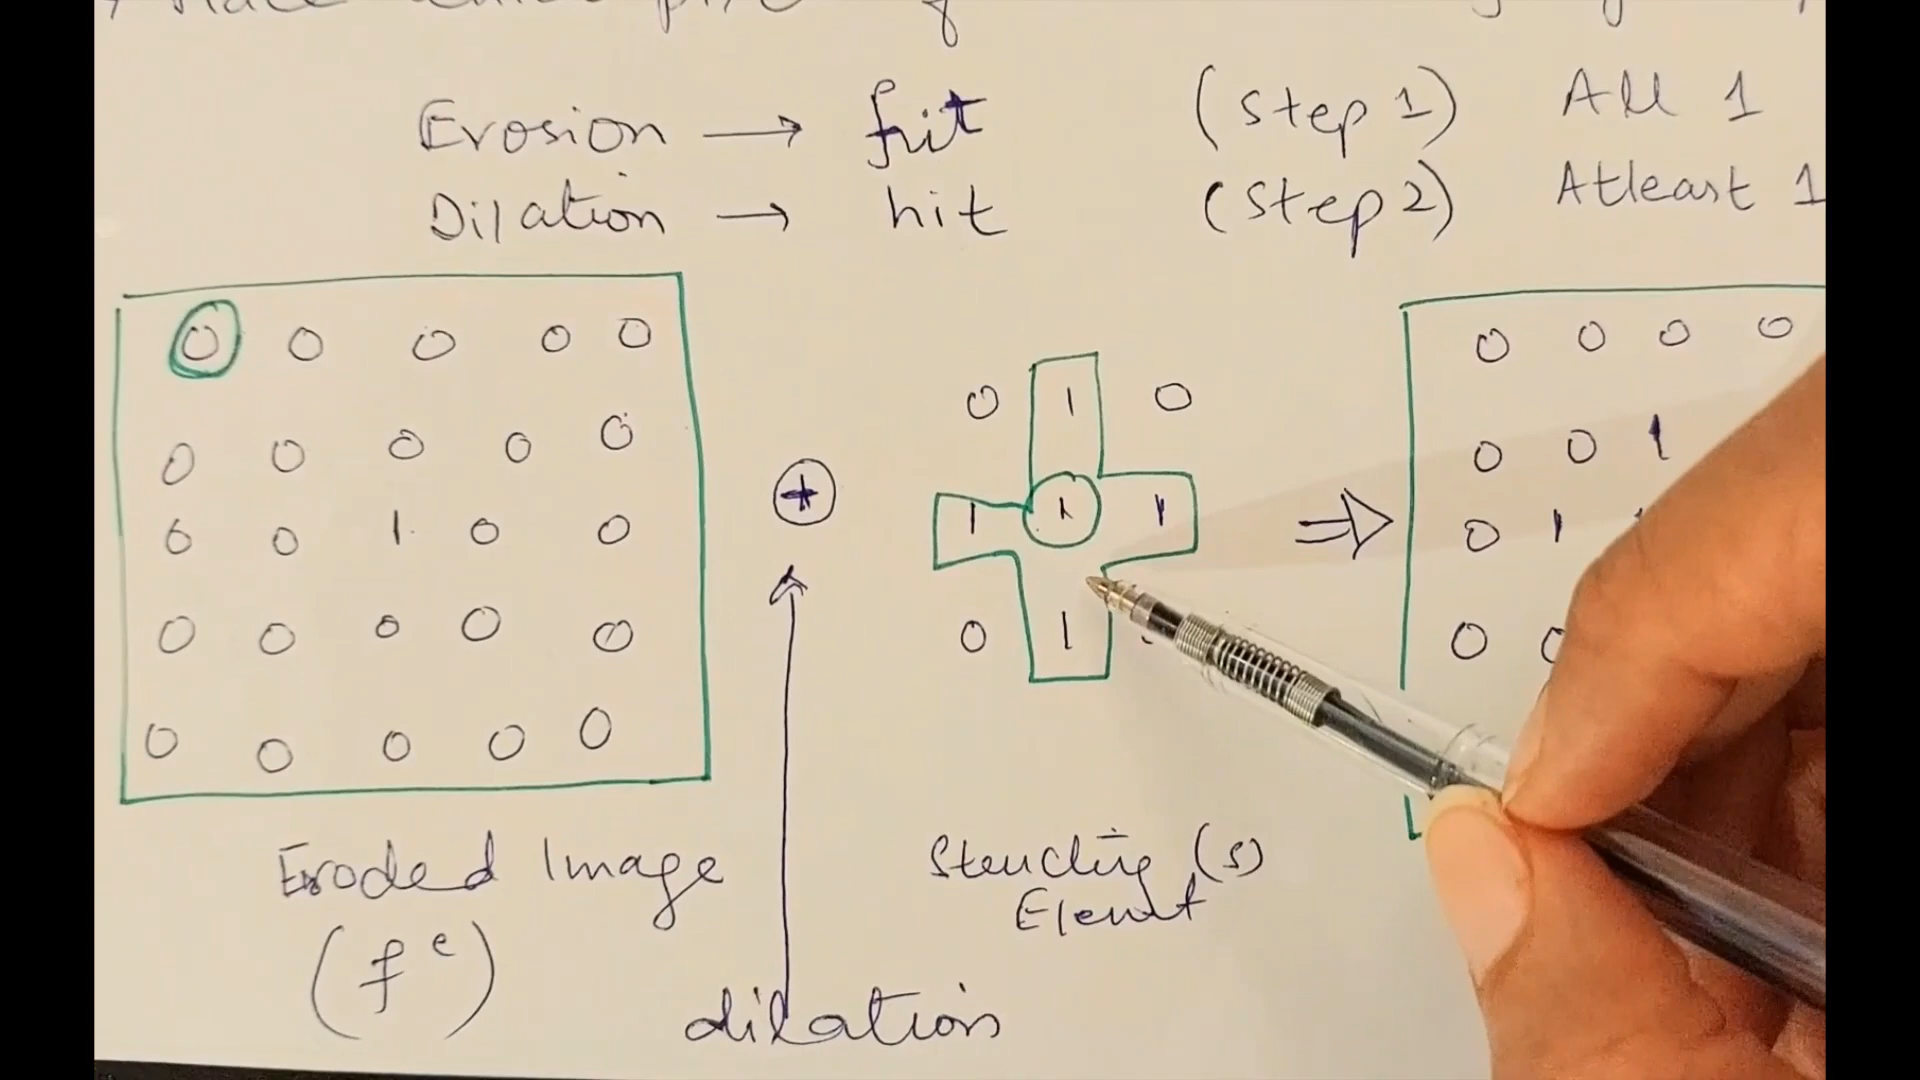 Erosion → fit (Step 1) All 1
Dilation → hit (Step 2) Atleast 1
0 0 0 0 0
0 0 0 0 0
0 0 1 0 0
0 0 0 0 0
0 0 0 0 0
+
0 1 0
1 1 1
0 1
⇒
0 0 0 0
0 0 1
0 1
0
Eroded Image
(f^e)
dilation
Structing (s)
Element